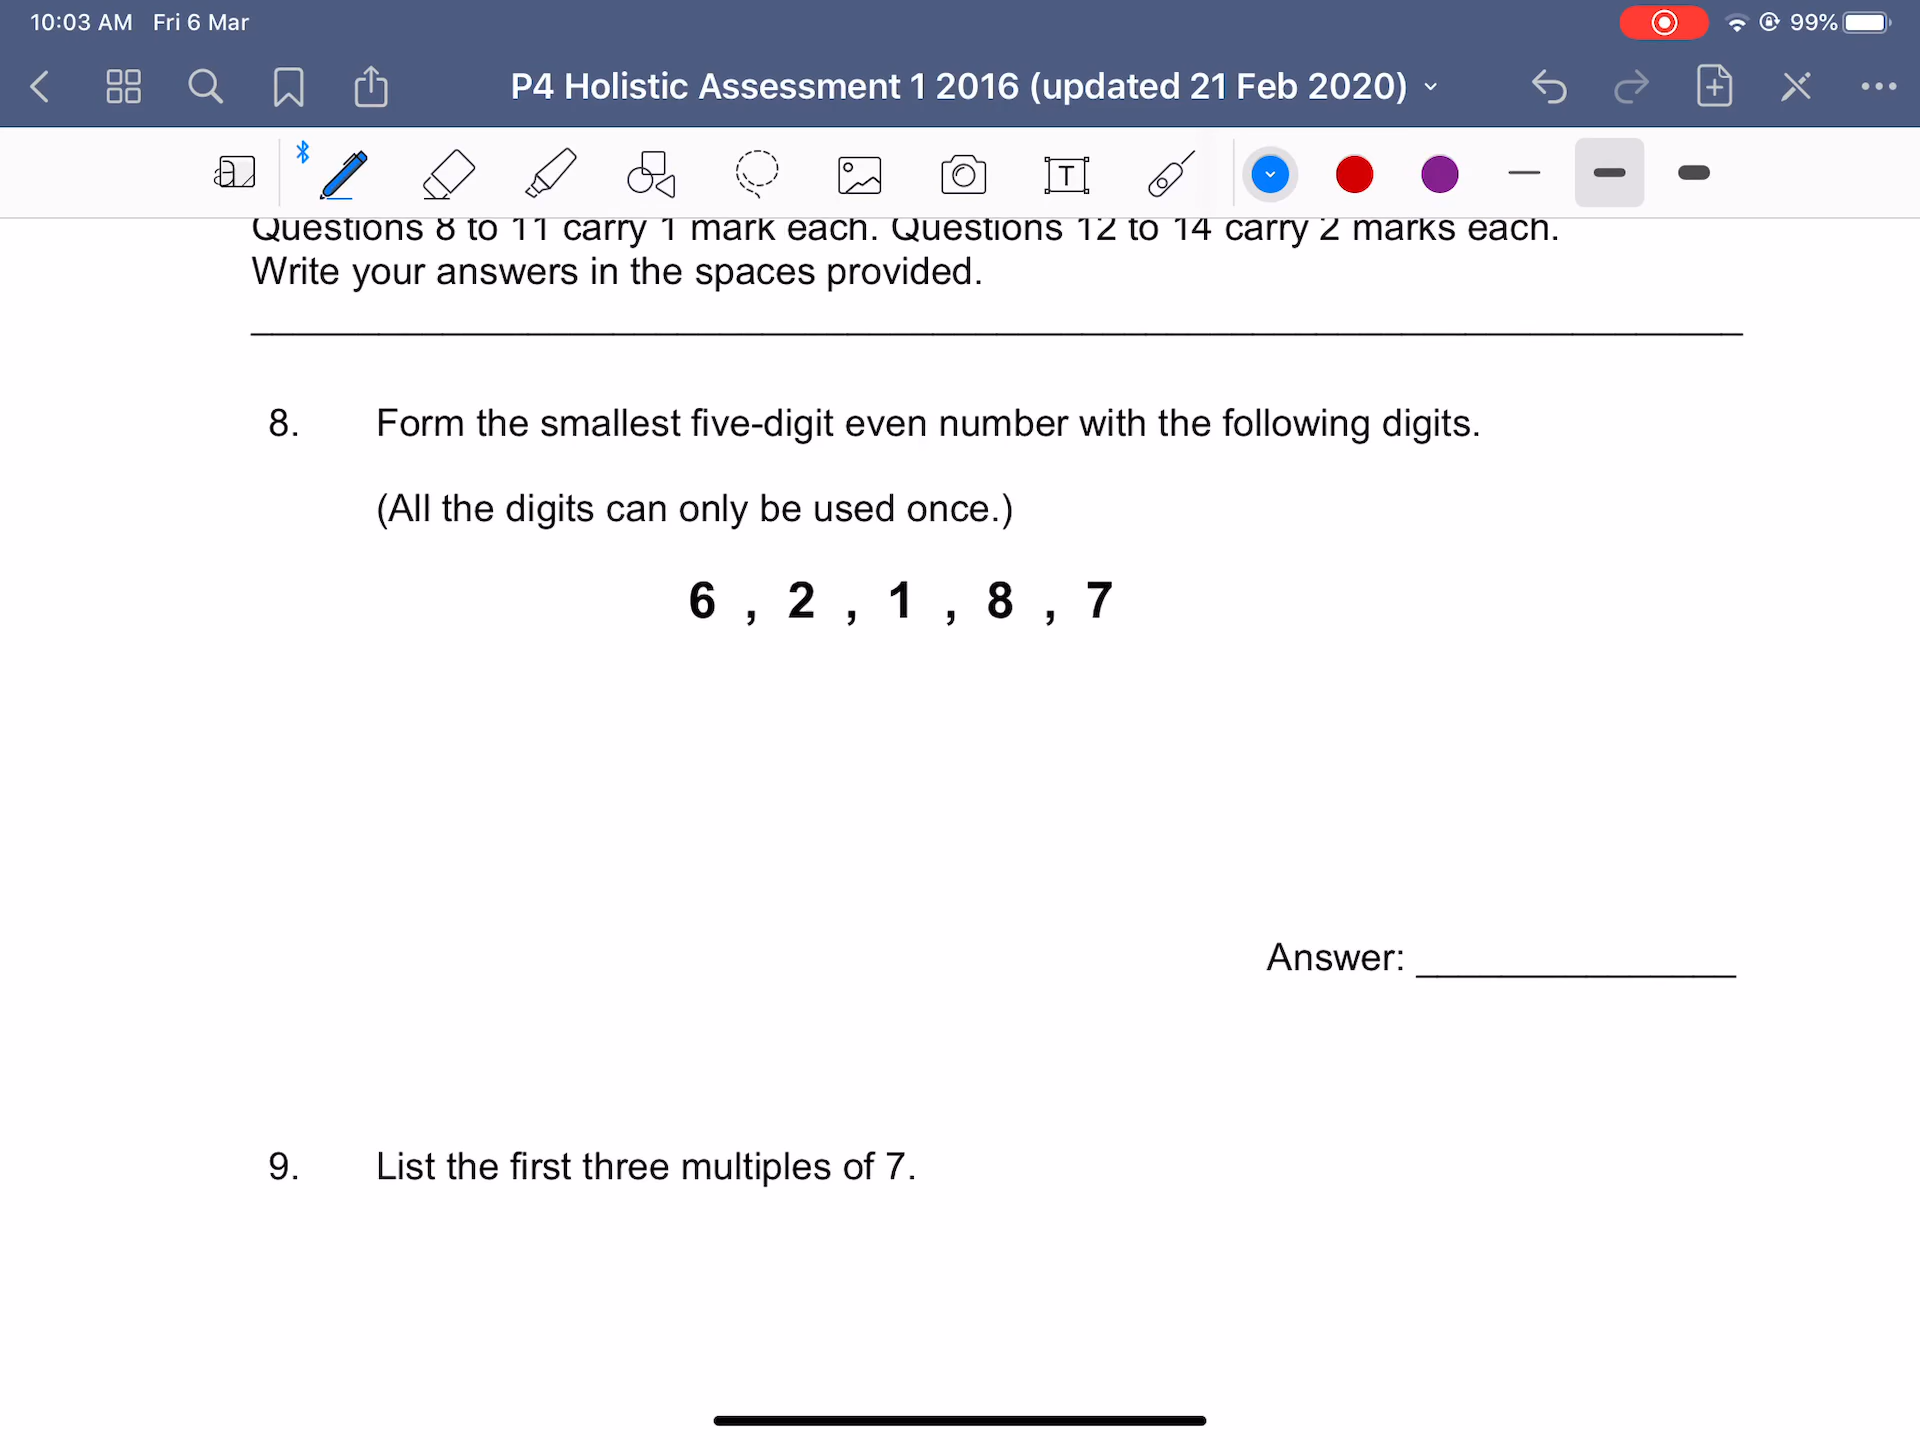 10:03 AM Fri 6 Mar
99%
P4 Holistic Assessment 1 2016 (updated 21 Feb 2020)
Questions 8 to 11 carry 1 mark each. Questions 12 to 14 carry 2 marks each.
Write your answers in the spaces provided.
8. Form the smallest five-digit even number with the following digits.
(All the digits can only be used once.)
6 , 2 , 1 , 8 , 7
Answer: _______________
9. List the first three multiples of 7.